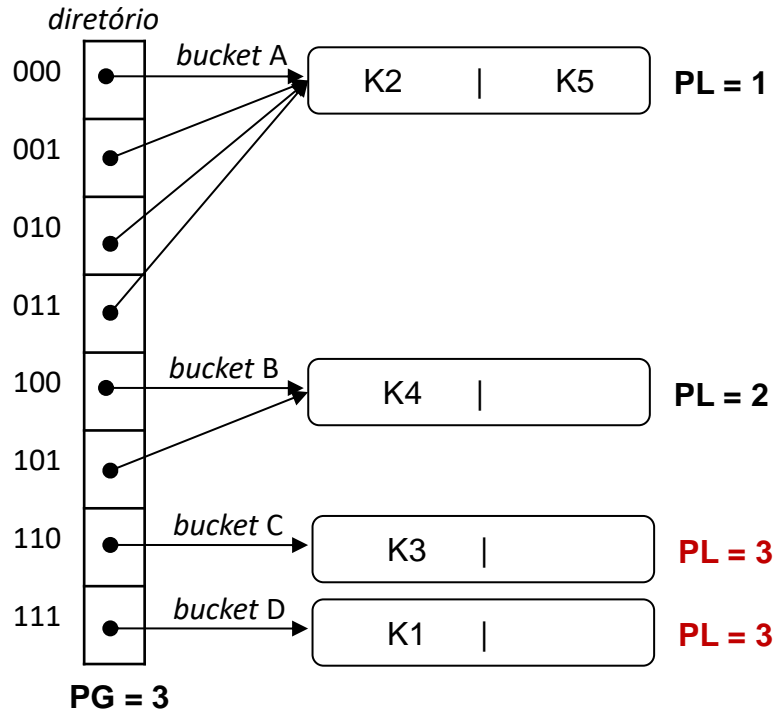 diretório
000 bucket A K2 | K5 PL = 1
001
010
011
100 bucket B K4 | PL = 2
101
110 bucket C K3 | PL = 3
111 bucket D K1 | PL = 3
PG = 3